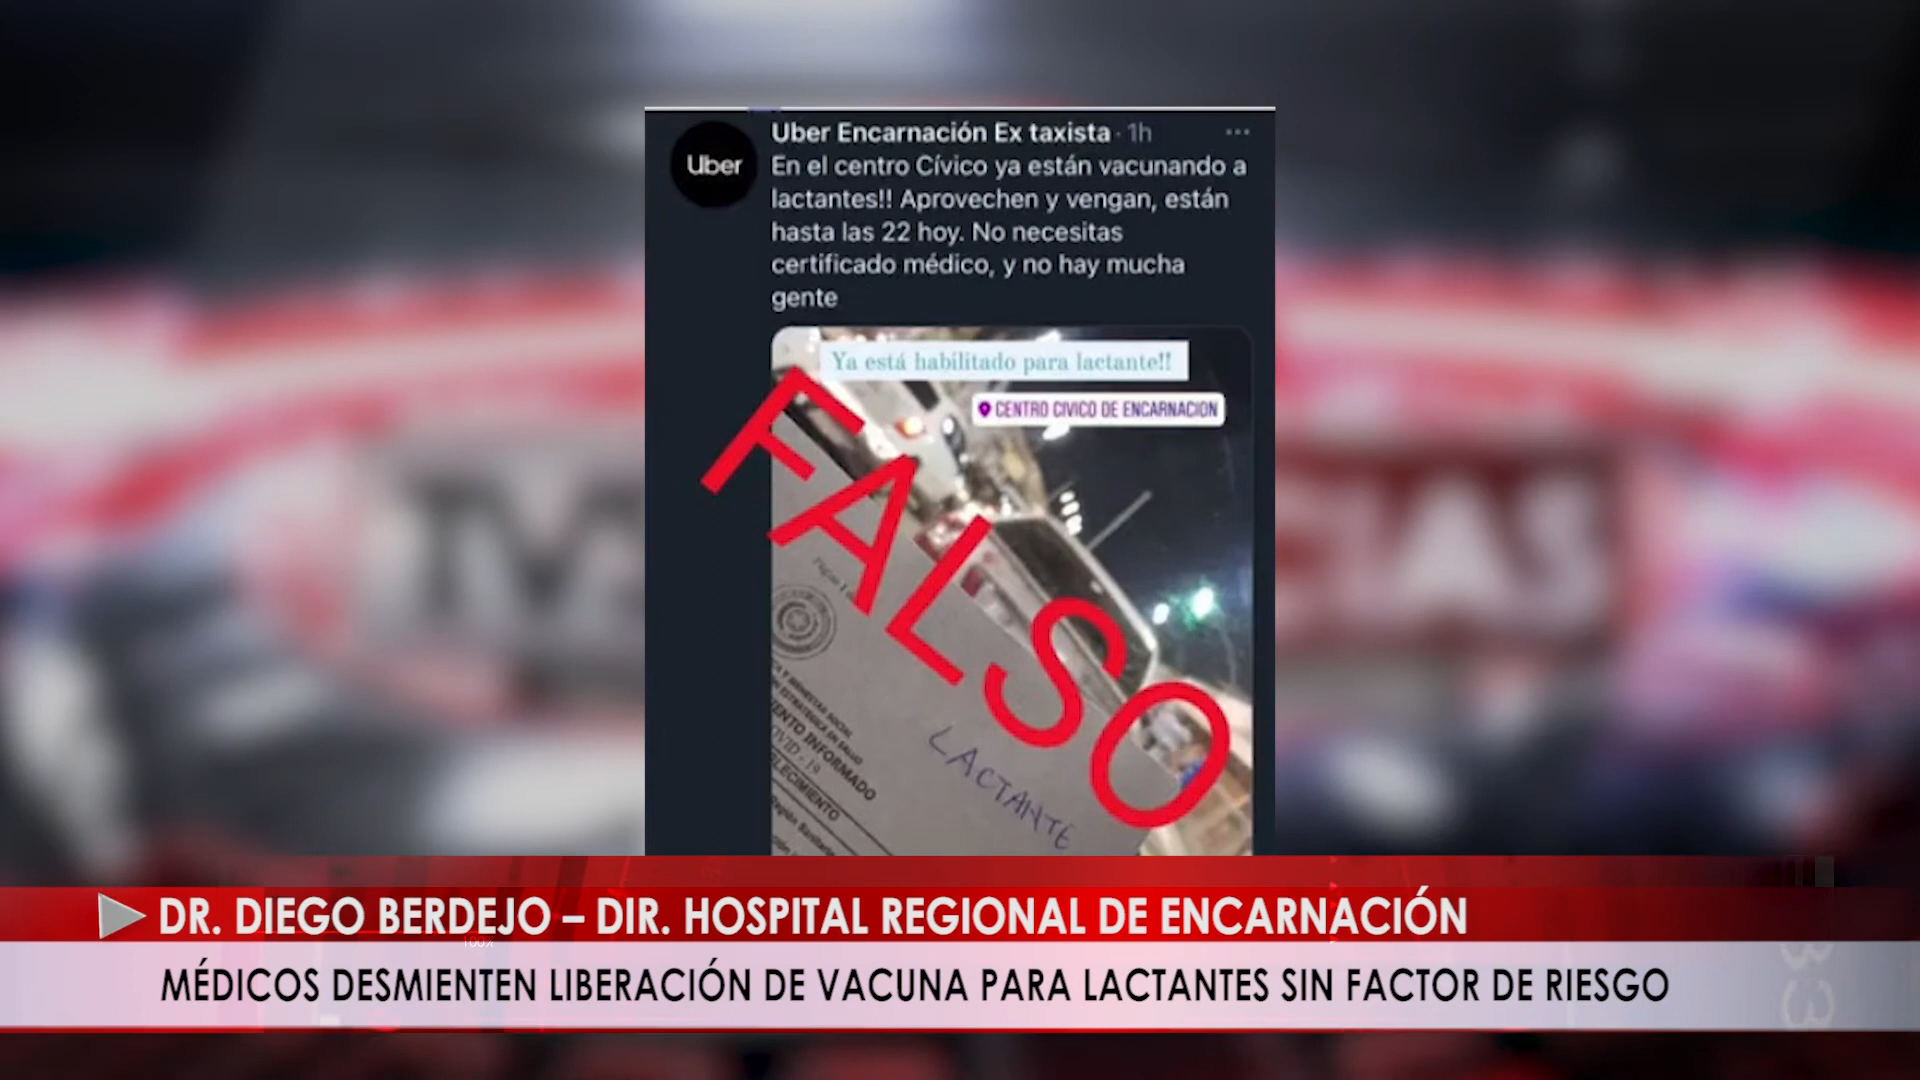 Uber Encarnación Ex taxista · 1h
Uber
En el centro Cívico ya están vacunando a
lactantes!! Aprovechen y vengan, están
hasta las 22 hoy. No necesitas
certificado médico, y no hay mucha
gente
Ya está habilitado para lactante!!
CENTRO CIVICO DE ENCARNACION
FALSO
LACTANTE
DR. DIEGO BERDEJO – DIR. HOSPITAL REGIONAL DE ENCARNACIÓN
100%
MÉDICOS DESMIENTEN LIBERACIÓN DE VACUNA PARA LACTANTES SIN FACTOR DE RIESGO